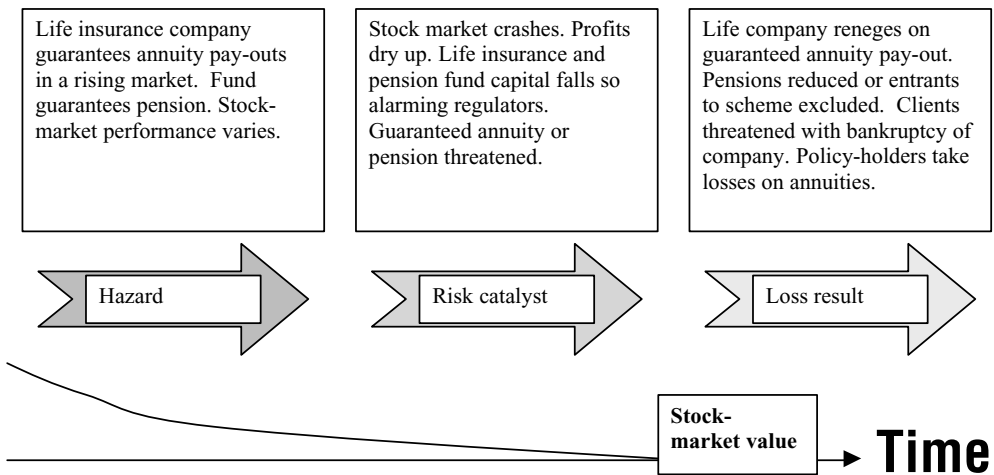 Life insurance company
guarantees annuity pay-outs
in a rising market.  Fund
guarantees pension. Stock-
market performance varies.
Stock market crashes. Profits
dry up. Life insurance and
pension fund capital falls so
alarming regulators.
Guaranteed annuity or
pension threatened.
Life company reneges on
guaranteed annuity pay-out.
Pensions reduced or entrants
to scheme excluded.  Clients
threatened with bankruptcy of
company. Policy-holders take
losses on annuities.
Hazard
Risk catalyst
Loss result
Stock-
market value
Time